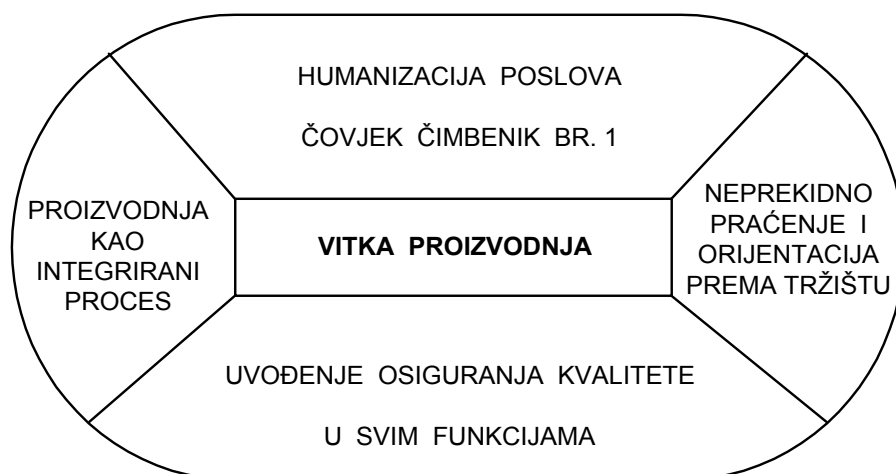 HUMANIZACIJA POSLOVA
ČOVJEK ČIMBENIK BR. 1
PROIZVODNJA
KAO
INTEGRIRANI
PROCES
VITKA PROIZVODNJA
NEPREKIDNO
PRAĆENJE I
ORIJENTACIJA
PREMA TRŽIŠTU
UVOĐENJE OSIGURANJA KVALITETE
U SVIM FUNKCIJAMA